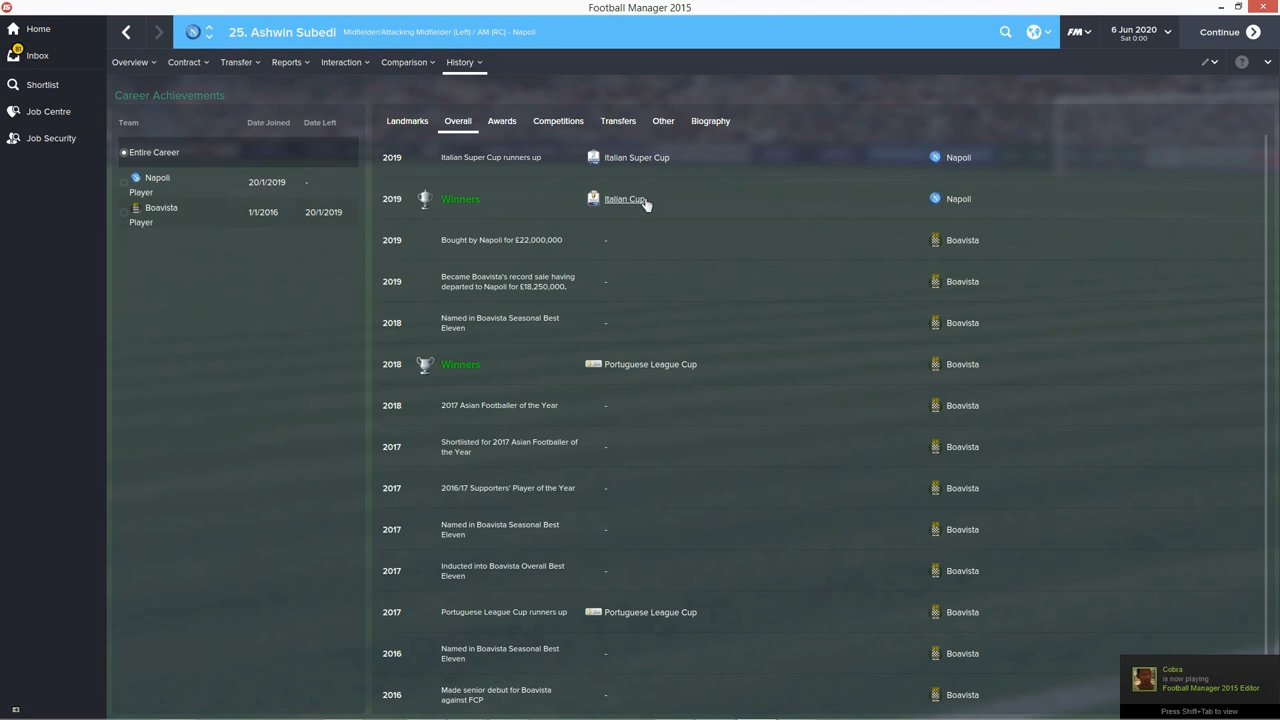 Football Manager 2015
Home
25. Ashwin Subedi
Midfielder/Attacking Midfielder (Left) / AM (RC) - Napoli
FM
6 Jun 2020
Sat 0:00
Continue
81
Inbox
Overview
Contract
Transfer
Reports
Interaction
Comparison
History
?
Shortlist
Job Centre
Job Security
Career Achievements
Team
Date Joined
Date Left
Entire Career
Napoli
Player
20/1/2019
-
Boavista
Player
1/1/2016
20/1/2019
Landmarks
Overall
Awards
Competitions
Transfers
Other
Biography
2019
Italian Super Cup runners up
Italian Super Cup
Napoli
2019
Winners
Italian Cup
Napoli
2019
Bought by Napoli for £22,000,000
-
Boavista
2019
Became Boavista's record sale having
departed to Napoli for £18,250,000.
-
Boavista
2018
Named in Boavista Seasonal Best
Eleven
-
Boavista
2018
Winners
Portuguese League Cup
Boavista
2018
2017 Asian Footballer of the Year
-
Boavista
2017
Shortlisted for 2017 Asian Footballer of
the Year
-
Boavista
2017
2016/17 Supporters' Player of the Year
-
Boavista
2017
Named in Boavista Seasonal Best
Eleven
-
Boavista
2017
Inducted into Boavista Overall Best
Eleven
-
Boavista
2017
Portuguese League Cup runners up
Portuguese League Cup
Boavista
2016
Named in Boavista Seasonal Best
Eleven
-
Boavista
2016
Made senior debut for Boavista
against FCP
-
Boavista
Cobra
is now playing
Football Manager 2015 Editor
Press Shift+Tab to view